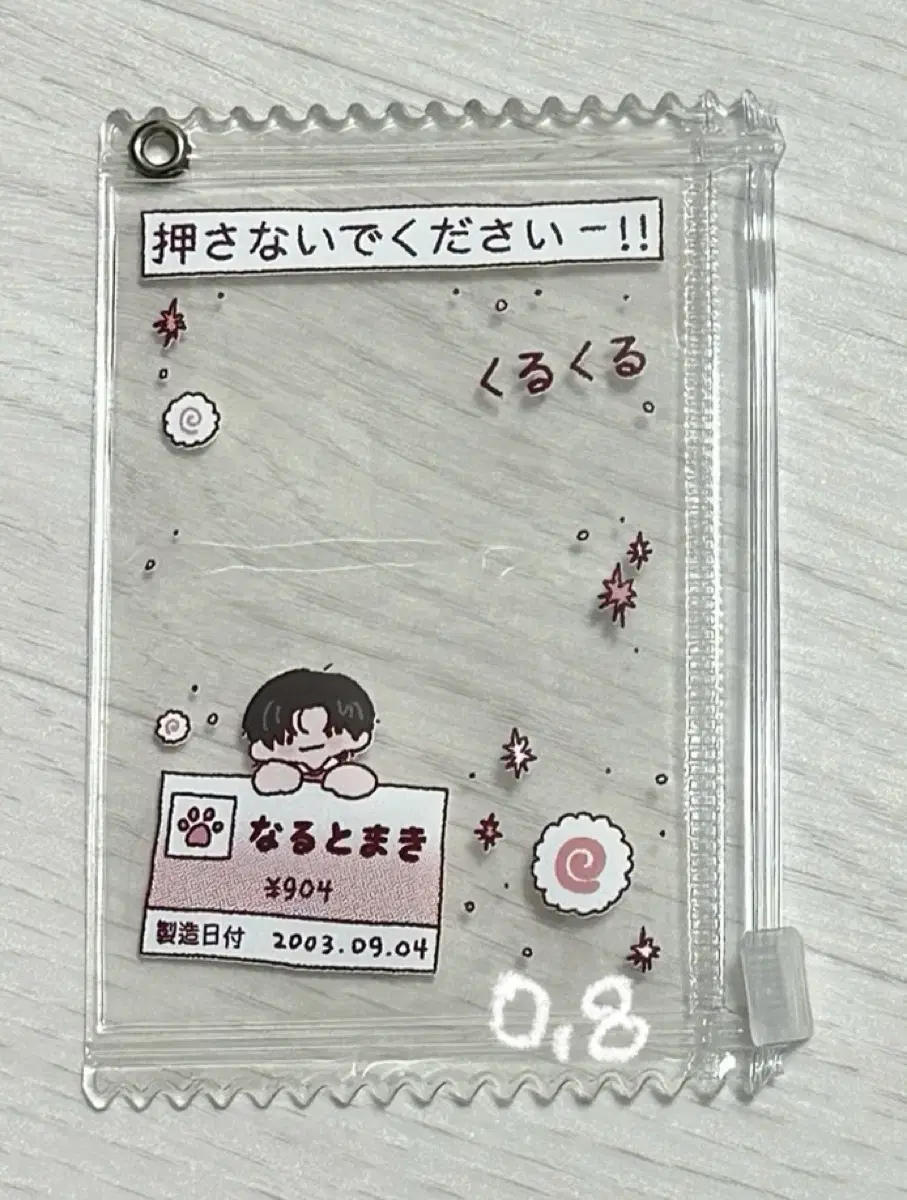 押さないでくださいー!!
くるくる
なるとまき
¥904
製造日付 2003.09.04
0.8